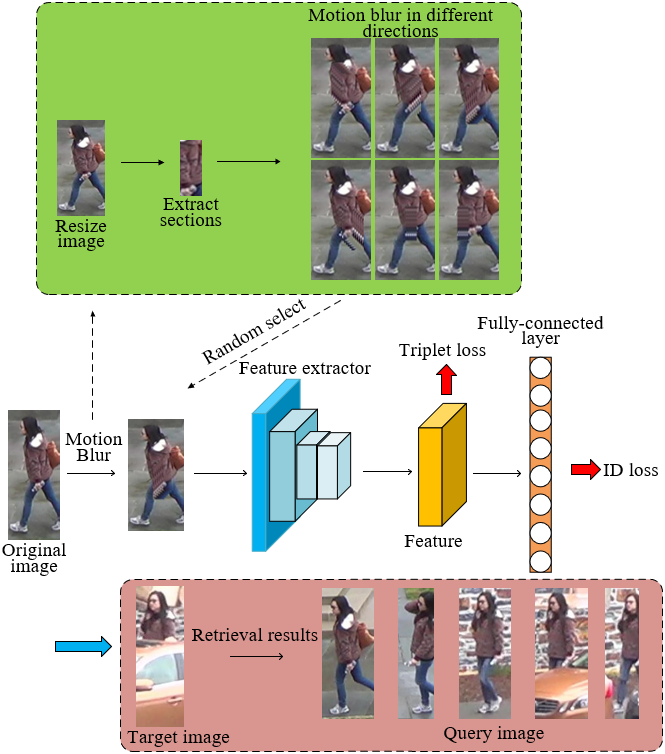 Motion blur in different
directions
Resize
image
Extract
sections
Random select
Fully-connected
layer
Triplet loss
Feature extractor
Motion
Blur
ID loss
Original
image
Feature
Retrieval results
Target image
Query image